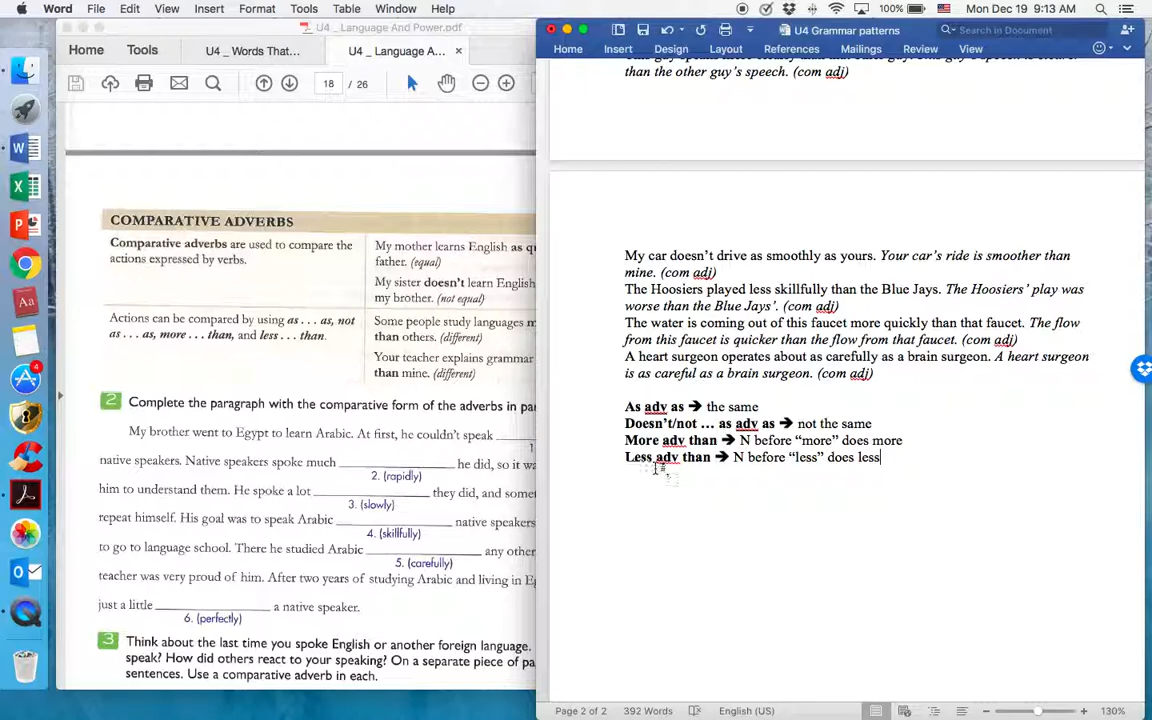 Word File Edit View Insert Format Tools Table Window Help 100% Mon Dec 19 9:13 AM
U4 _ Language And Power.pdf
Home Tools U4 _ Words That... U4 _ Language A... ×
18 / 26
COMPARATIVE ADVERBS
Comparative adverbs are used to compare the
actions expressed by verbs.
My mother learns English as qu
father. (equal)
My sister doesn't learn English
my brother. (not equal)
Actions can be compared by using as . . . as, not
as . . . as, more . . . than, and less . . . than.
Some people study languages m
than others. (different)
Your teacher explains grammar
than mine. (different)
2 Complete the paragraph with the comparative form of the adverbs in par
My brother went to Egypt to learn Arabic. At first, he couldn't speak
1
native speakers. Native speakers spoke much ____________ he did, so it wa
2. (rapidly)
him to understand them. He spoke a lot ____________ they did, and some
3. (slowly)
repeat himself. His goal was to speak Arabic ____________ native speakers
4. (skillfully)
to go to language school. There he studied Arabic ____________ any other
5. (carefully)
teacher was very proud of him. After two years of studying Arabic and living in Eg
just a little ____________ a native speaker.
6. (perfectly)
3 Think about the last time you spoke English or another foreign language.
speak? How did others react to your speaking? On a separate piece of pa
sentences. Use a comparative adverb in each.
U4 Grammar patterns
Search in Document
Home Insert Design Layout References Mailings Review View
than the other guy's speech. (com adj)
My car doesn't drive as smoothly as yours. Your car's ride is smoother than
mine. (com adj)
The Hoosiers played less skillfully than the Blue Jays. The Hoosiers' play was
worse than the Blue Jays'. (com adj)
The water is coming out of this faucet more quickly than that faucet. The flow
from this faucet is quicker than the flow from that faucet. (com adj)
A heart surgeon operates about as carefully as a brain surgeon. A heart surgeon
is as careful as a brain surgeon. (com adj)
As adv as ➔ the same
Doesn't/not … as adv as ➔ not the same
More adv than ➔ N before “more” does more
Less adv than ➔ N before “less” does less
Page 2 of 2 392 Words English (US) 130%
4